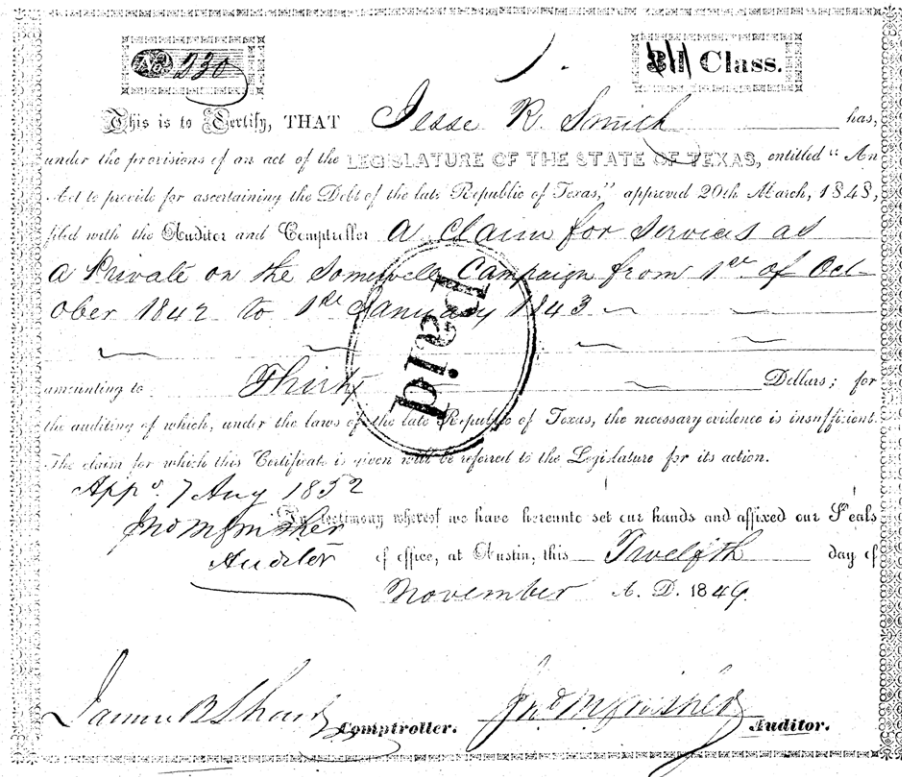 No. 230
Class.
This is to Certify, THAT Jesse R. Smith has,
under the provisions of an act of the LEGISLATURE OF THE STATE OF TEXAS, entitled "An
Act to provide for ascertaining the Debt of the late Republic of Texas," approved 20th March, 1848,
filed with the Auditor and Comptroller a Claim for Services as
a Private on the Somervell Campaign from 1st of Oct-
ober 1842 to 1st January 1843
Paid
amounting to Thirty Dollars; for
the auditing of which, under the laws of the late Republic of Texas, the necessary evidence is insufficient.
The claim for which this Certificate is given will be referred to the Legislature for its action.
Appd. 7 Aug 1852
In testimony whereof we have hereunto set our hands and affixed our Seals
Auditor
of office, at Austin, this Twelfth day of
November A. D. 1849.
James B Shaw Comptroller. Auditor.